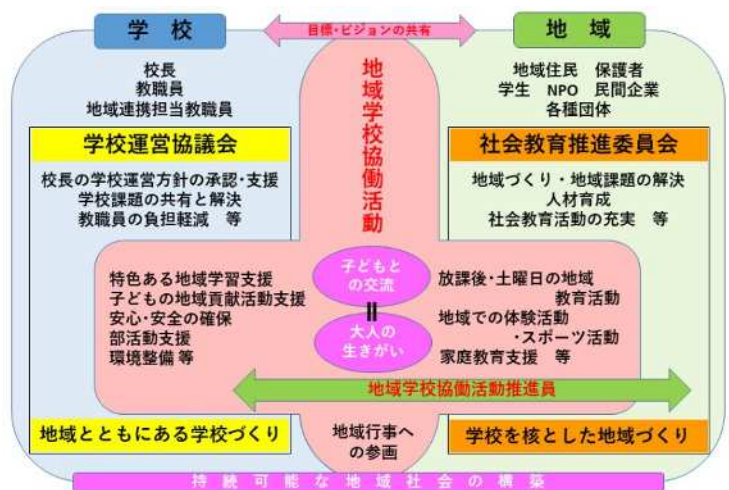 学校
目標・ビジョンの共有
地域
校長
教職員
地域連携担当教職員
学校運営協議会
校長の学校運営方針の承認・支援
学校課題の共有と解決
教職員の負担軽減 等
地域学校協働活動
地域住民 保護者
学生 NPO 民間企業
各種団体
社会教育推進委員会
地域づくり・地域課題の解決
人材育成
社会教育活動の充実 等
特色ある地域学習支援
子どもの地域貢献活動支援
安心・安全の確保
部活動支援
環境整備 等
子どもと
の交流
=
大人の
生きがい
放課後・土曜日の地域
教育活動
地域での体験活動
・スポーツ活動
家庭教育支援 等
地域学校協働活動推進員
地域とともにある学校づくり
地域行事へ
の参画
学校を核とした地域づくり
持続可能な地域社会の構築